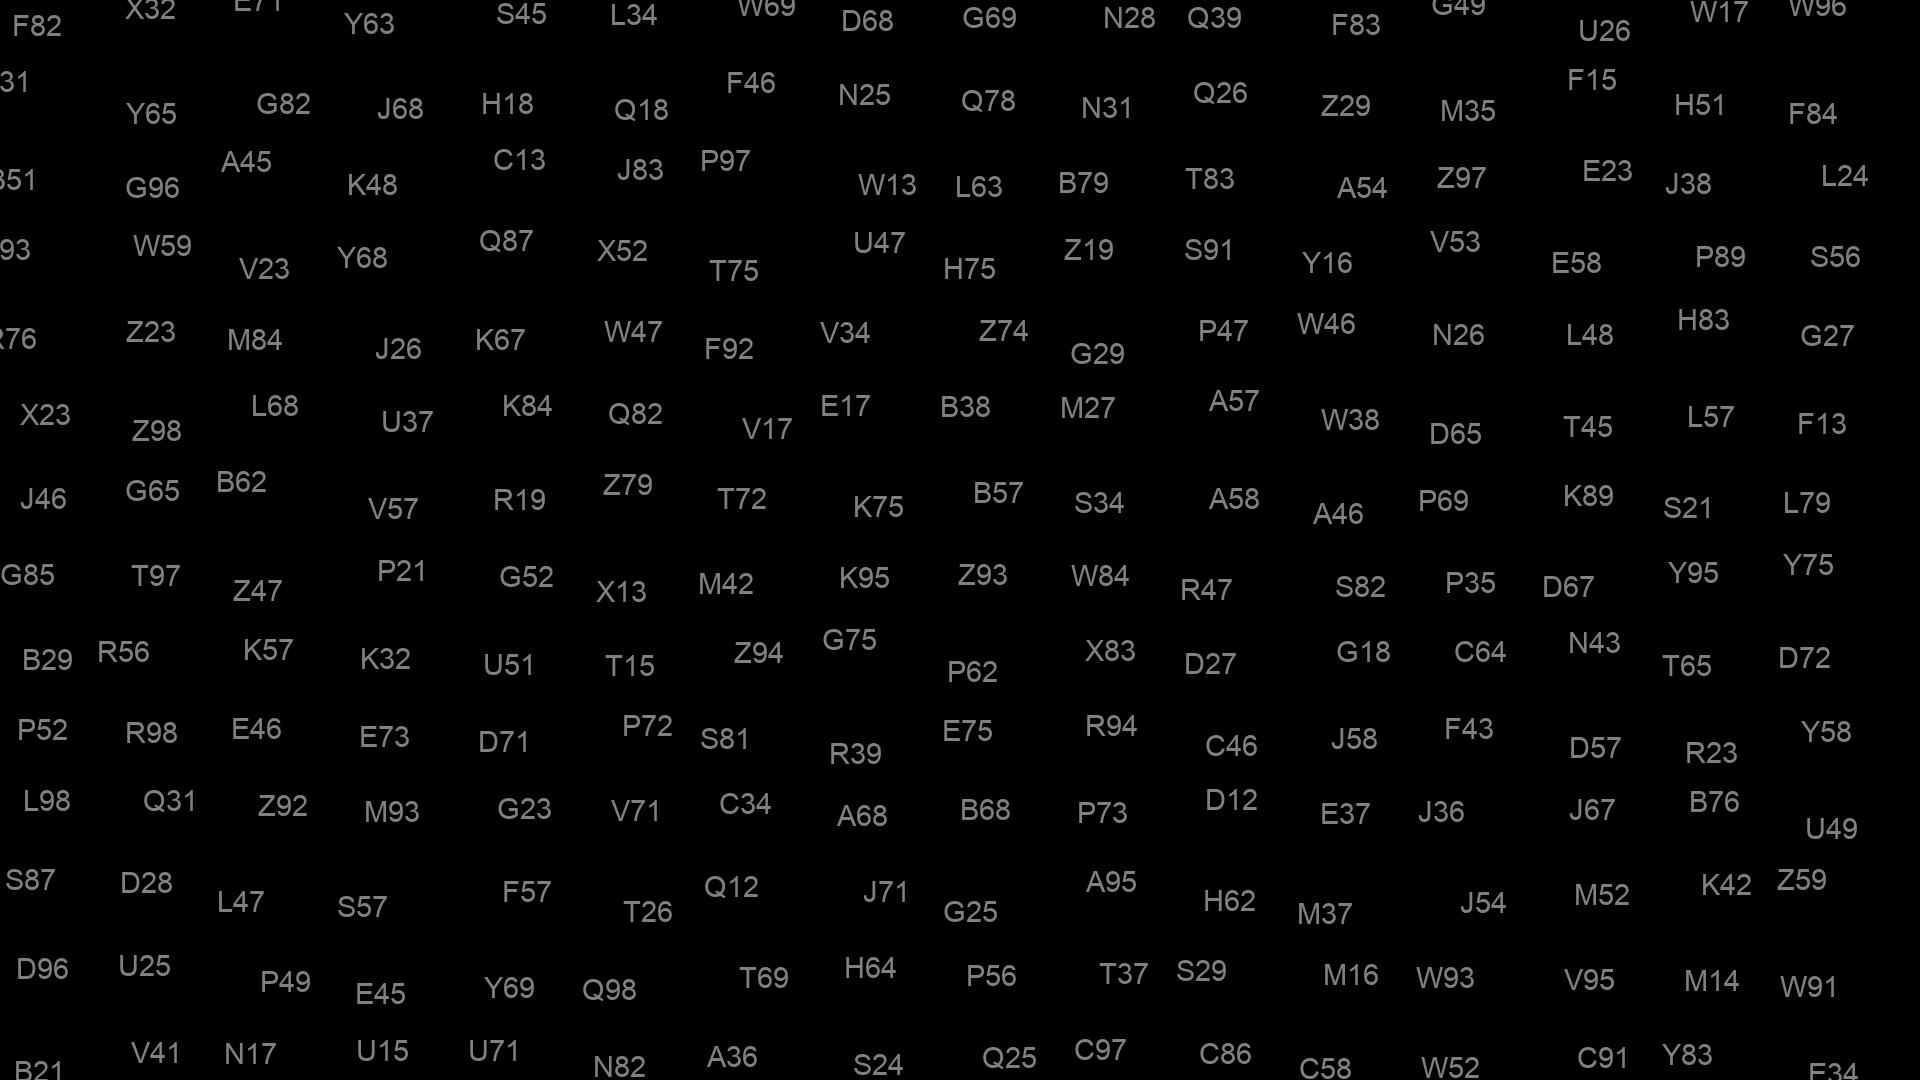 F82 X32 E71 Y63 S45 L34 W69 D68 G69 N28 Q39 F83 G49 U26 W17 W96
31 Y65 G82 J68 H18 Q18 F46 N25 Q78 N31 Q26 Z29 M35 F15 H51 F84
51 G96 A45 K48 C13 J83 P97 W13 L63 B79 T83 A54 Z97 E23 J38 L24
93 W59 V23 Y68 Q87 X52 T75 U47 H75 Z19 S91 Y16 V53 E58 P89 S56
R76 Z23 M84 J26 K67 W47 F92 V34 Z74 G29 P47 W46 N26 L48 H83 G27
X23 Z98 L68 U37 K84 Q82 V17 E17 B38 M27 A57 W38 D65 T45 L57 F13
J46 G65 B62 V57 R19 Z79 T72 K75 B57 S34 A58 A46 P69 K89 S21 L79
G85 T97 Z47 P21 G52 X13 M42 K95 Z93 W84 R47 S82 P35 D67 Y95 Y75
B29 R56 K57 K32 U51 T15 Z94 G75 P62 X83 D27 G18 C64 N43 T65 D72
P52 R98 E46 E73 D71 P72 S81 R39 E75 R94 C46 J58 F43 D57 R23 Y58
L98 Q31 Z92 M93 G23 V71 C34 A68 B68 P73 D12 E37 J36 J67 B76 U49
S87 D28 L47 S57 F57 T26 Q12 J71 G25 A95 H62 M37 J54 M52 K42 Z59
D96 U25 P49 E45 Y69 Q98 T69 H64 P56 T37 S29 M16 W93 V95 M14 W91
B21 V41 N17 U15 U71 N82 A36 S24 Q25 C97 C86 C58 W52 C91 Y83 E34